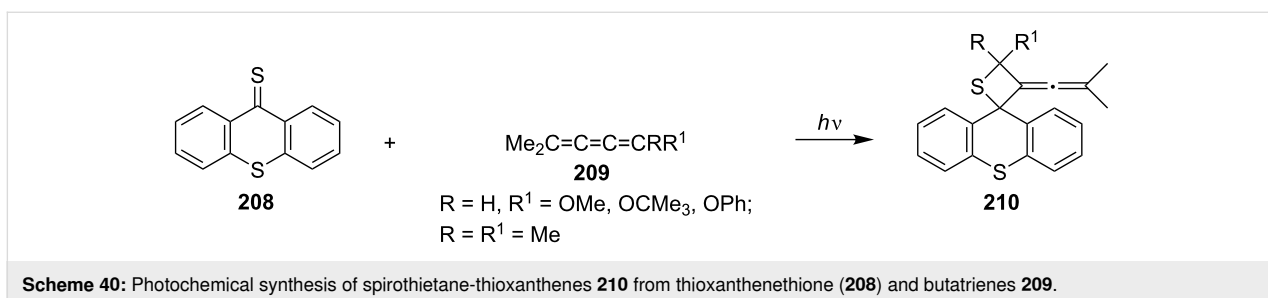 R R¹
S
S
S
hν
+
Me₂C=C=C=CRR¹
S
S
208
209
210
R = H, R¹ = OMe, OCMe₃, OPh;
R = R¹ = Me
Scheme 40: Photochemical synthesis of spirothietane-thioxanthenes 210 from thioxanthenethione (208) and butatrienes 209.